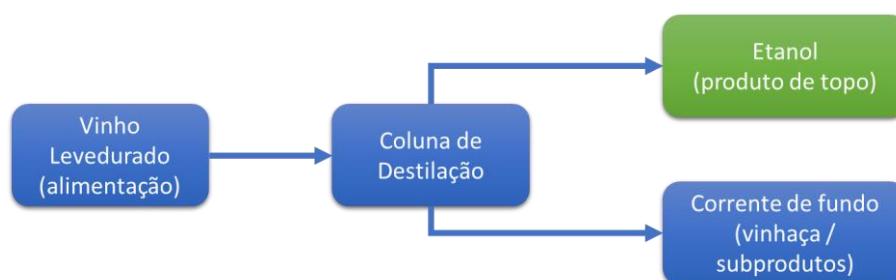 Vinho
Levedurado
(alimentação)
Coluna de
Destilação
Etanol
(produto de topo)
Corrente de fundo
(vinhaça /
subprodutos)